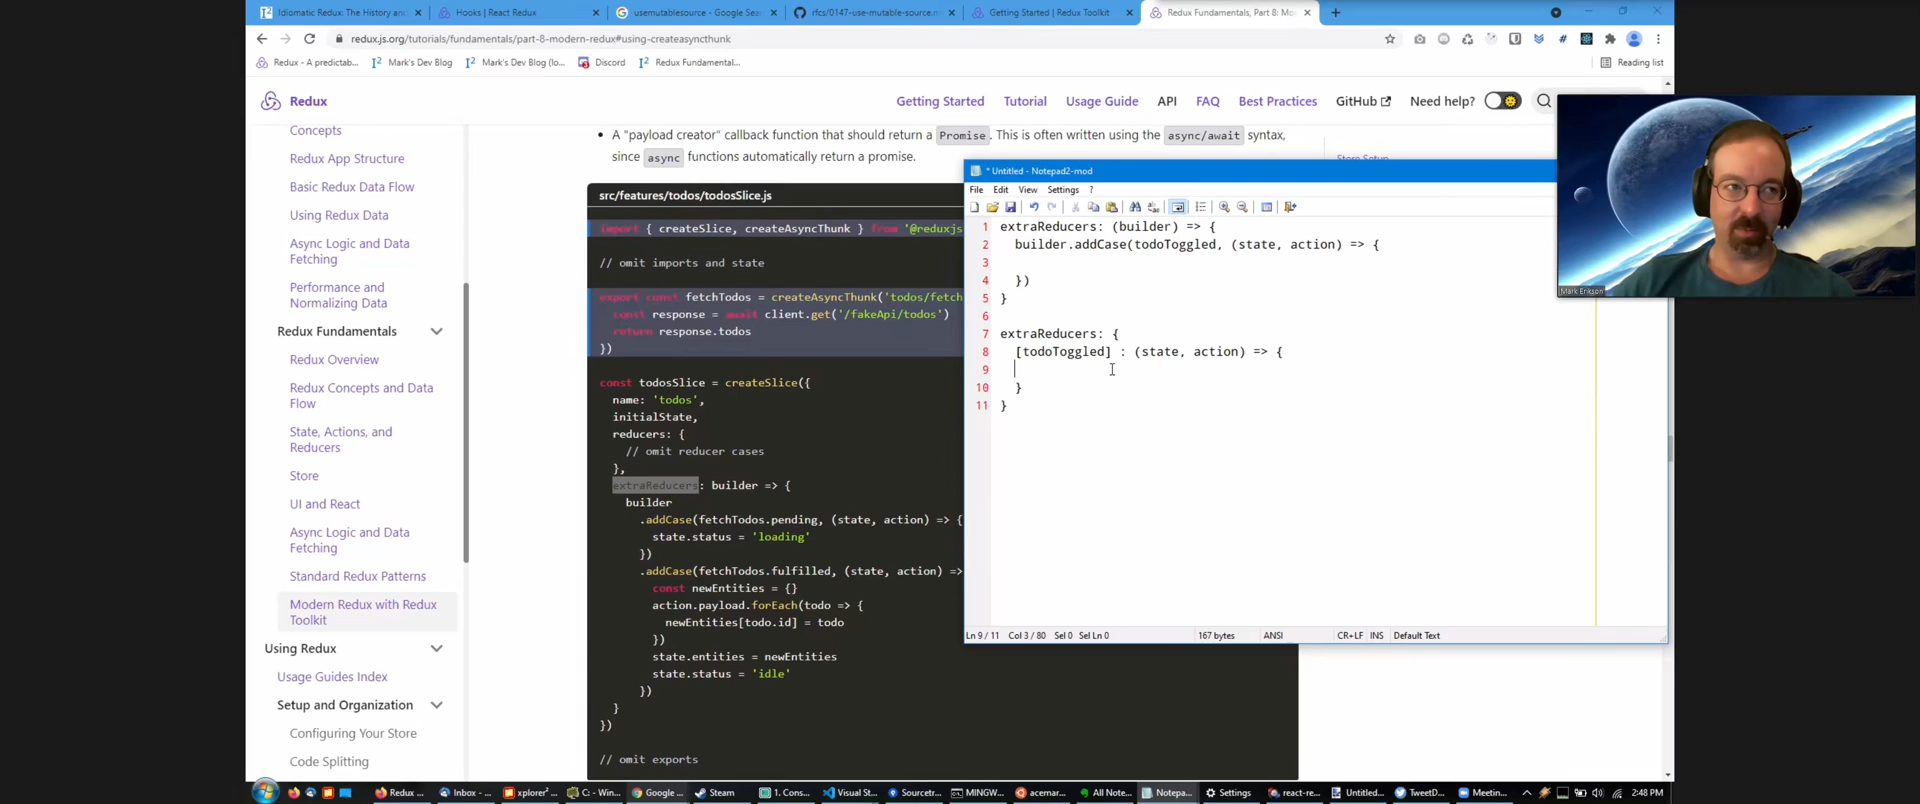 Idiomatic Redux: The History and
Hooks | React Redux
usemutablesource - Google Sear
rfcs/0147-use-mutable-source.m
Getting Started | Redux Toolkit
Redux Fundamentals, Part 8: Mo
redux.js.org/tutorials/fundamentals/part-8-modern-redux#using-createasyncthunk
Redux - A predictab...
Mark's Dev Blog
Mark's Dev Blog (lo...
Discord
Redux Fundamental...
Reading list
Redux
Getting Started
Tutorial
Usage Guide
API
FAQ
Best Practices
GitHub
Need help?
Concepts
Redux App Structure
Basic Redux Data Flow
Using Redux Data
Async Logic and Data
Fetching
Performance and
Normalizing Data
Redux Fundamentals
Redux Overview
Redux Concepts and Data
Flow
State, Actions, and
Reducers
Store
UI and React
Async Logic and Data
Fetching
Standard Redux Patterns
Modern Redux with Redux
Toolkit
Using Redux
Usage Guides Index
Setup and Organization
Configuring Your Store
Code Splitting
• A "payload creator" callback function that should return a Promise. This is often written using the async/await syntax,
since async functions automatically return a promise.
Store Setup
src/features/todos/todosSlice.js
import { createSlice, createAsyncThunk } from '@reduxjs
// omit imports and state
export const fetchTodos = createAsyncThunk('todos/fetch
const response = await client.get('/fakeApi/todos')
return response.todos
})
const todosSlice = createSlice({
name: 'todos',
initialState,
reducers: {
// omit reducer cases
},
extraReducers: builder => {
builder
.addCase(fetchTodos.pending, (state, action) => {
state.status = 'loading'
})
.addCase(fetchTodos.fulfilled, (state, action) =>
const newEntities = {}
action.payload.forEach(todo => {
newEntities[todo.id] = todo
})
state.entities = newEntities
state.status = 'idle'
})
}
})
// omit exports
* Untitled - Notepad2-mod
File Edit View Settings ?
1 extraReducers: (builder) => {
2 builder.addCase(todoToggled, (state, action) => {
3
4 })
5 }
6
7 extraReducers: {
8 [todoToggled] : (state, action) => {
9
10 }
11 }
Ln 9 / 11 Col 3 / 80 Sel 0 Sel Ln 0 167 bytes ANSI CR+LF INS Default Text
Mark Erikson
Redux ...
Inbox - ...
xplorer² ...
C: - Win...
Google ...
Steam
1. Cons...
Visual St...
Sourcetr...
MINGW...
acemar...
All Note...
Notepa...
Settings
react-re...
Untitled...
TweetD...
Meetin...
2:48 PM